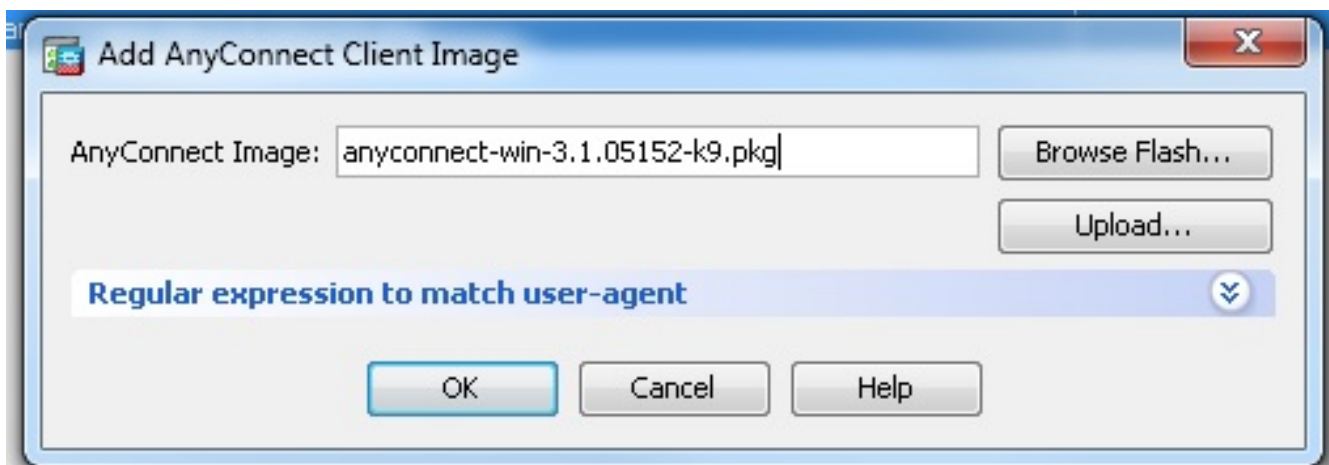 Add AnyConnect Client Image
AnyConnect Image: anyconnect-win-3.1.05152-k9.pkg Browse Flash...
Upload...
Regular expression to match user-agent
OK Cancel Help